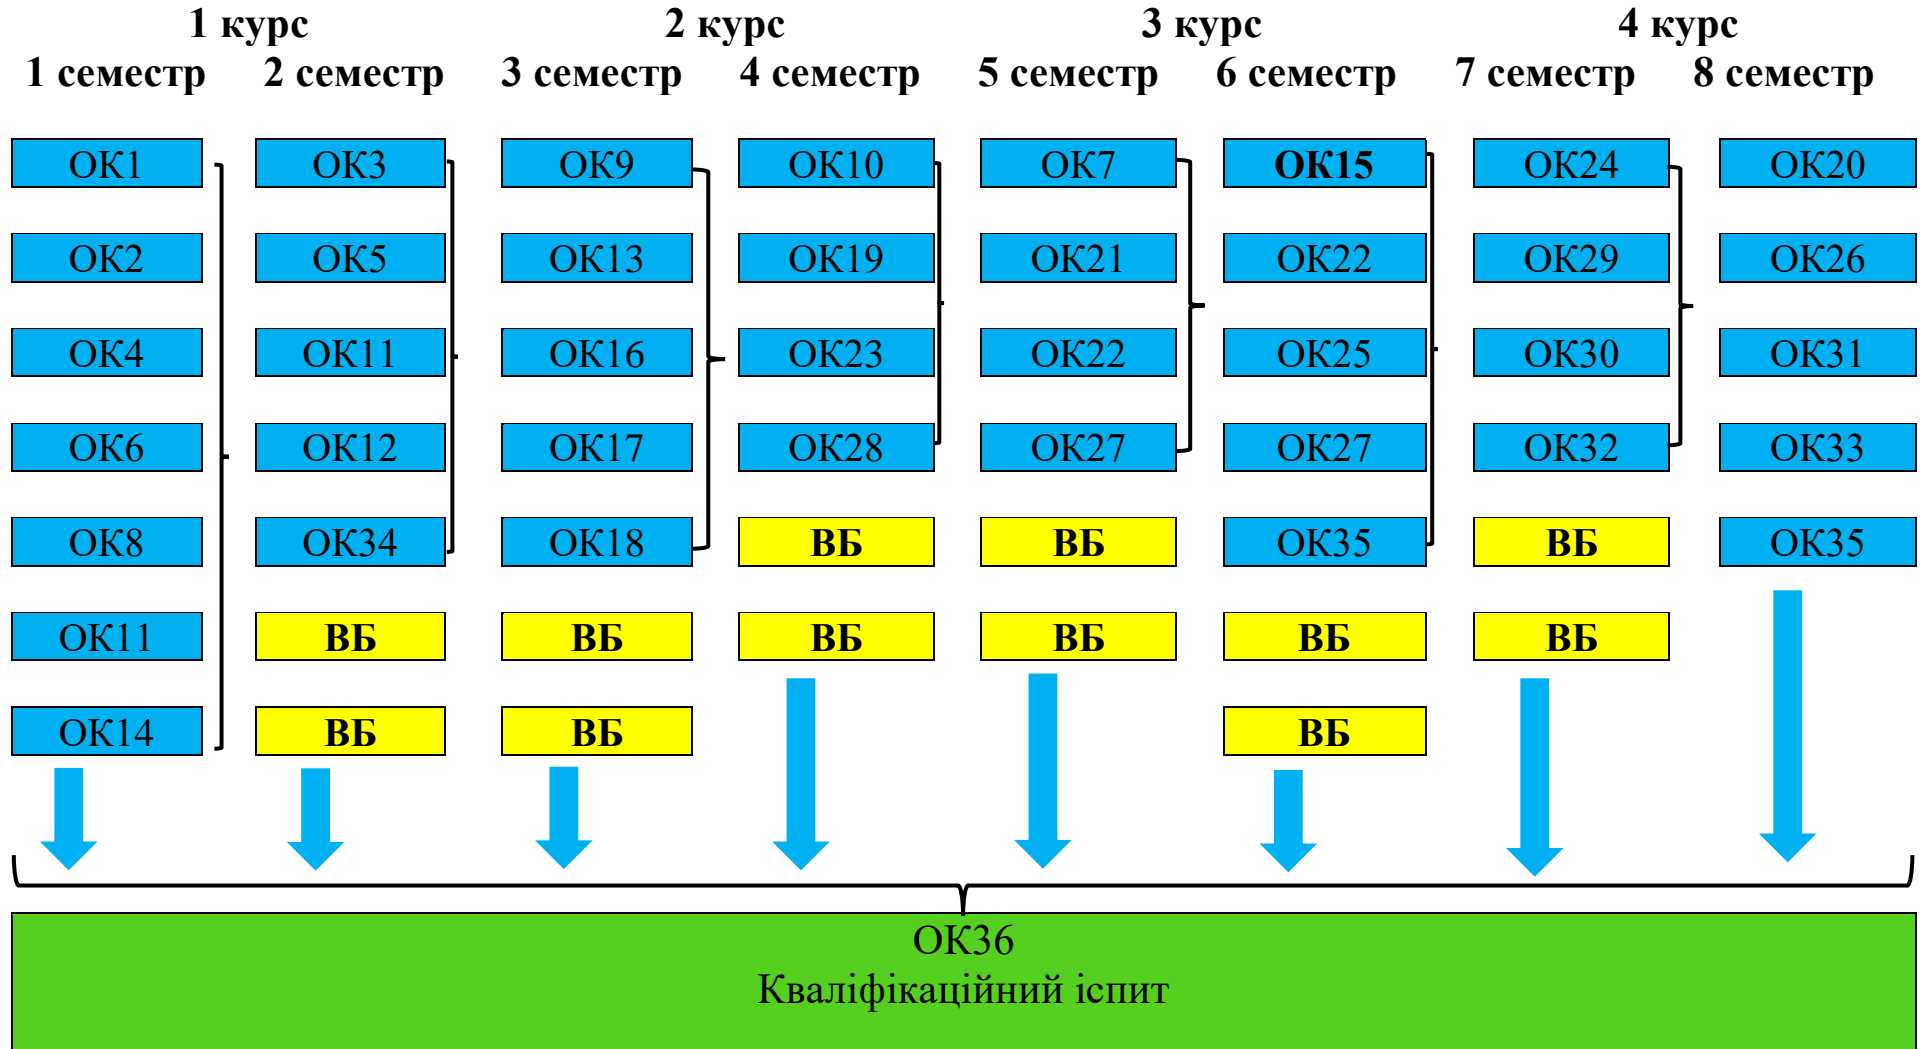 1 курс 2 курс 3 курс 4 курс
1 семестр 2 семестр 3 семестр 4 семестр 5 семестр 6 семестр 7 семестр 8 семестр
ОК1 ОК3 ОК9 ОК10 ОК7 ОК15 ОК24 ОК20
ОК2 ОК5 ОК13 ОК19 ОК21 ОК22 ОК29 ОК26
ОК4 ОК11 ОК16 ОК23 ОК22 ОК25 ОК30 ОК31
ОК6 ОК12 ОК17 ОК28 ОК27 ОК27 ОК32 ОК33
ОК8 ОК34 ОК18 ВБ ВБ ОК35 ВБ ОК35
ОК11 ВБ ВБ ВБ ВБ ВБ ВБ
ОК14 ВБ ВБ ВБ
ОК36
Кваліфікаційний іспит